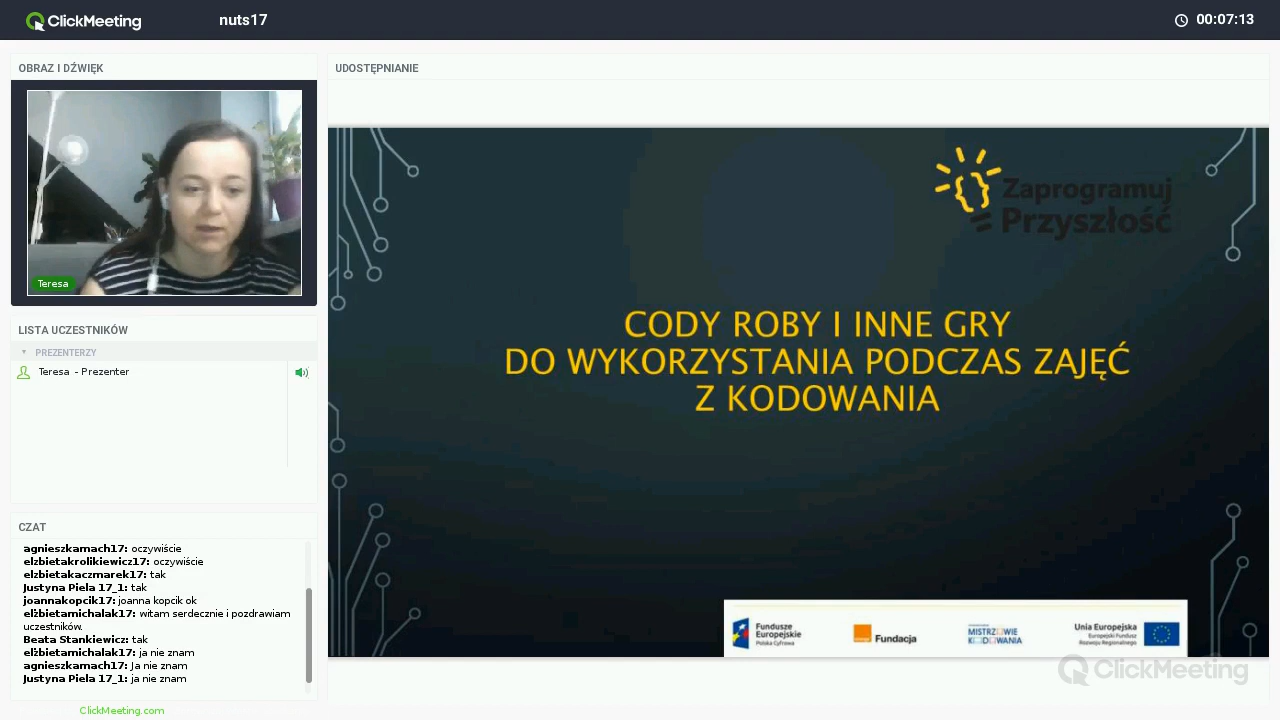 ClickMeeting
nuts17
00:07:13
OBRAZ I DŹWIĘK
Teresa
LISTA UCZESTNIKÓW
PREZENTERZY
Teresa - Prezenter
CZAT
agnieszkamach17: oczywiście
elzbietakrolikiewicz17: oczywiście
elzbietakaczmarek17: tak
Justyna Piela 17_1: tak
joannakopcik17: joanna kopcik ok
elżbietamichalak17: witam serdecznie i pozdrawiam
uczestników.
Beata Stankiewicz: tak
elżbietamichalak17: ja nie znam
agnieszkamach17: Ja nie znam
Justyna Piela 17_1: ja nie znam
ClickMeeting.com
UDOSTĘPNIANIE
Zaprogramuj
Przyszłość
CODY ROBY I INNE GRY
DO WYKORZYSTANIA PODCZAS ZAJĘĆ
Z KODOWANIA
Fundusze
Europejskie
Polska Cyfrowa
Fundacja
MISTRZOWIE
KODOWANIA
Unia Europejska
Europejski Fundusz
Rozwoju Regionalnego
ClickMeeting